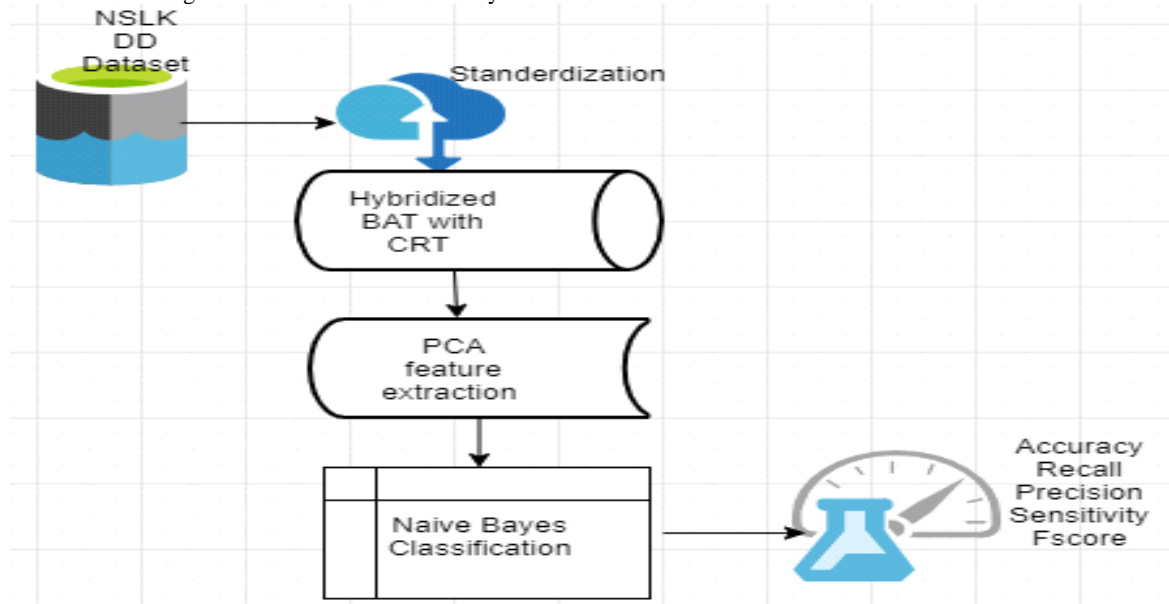 NSLK
DD
Dataset
Standerdization
Hybridized
BAT with
CRT
PCA
feature
extraction
Naive Bayes
Classification
Accuracy
Recall
Precision
Sensitivity
Fscore